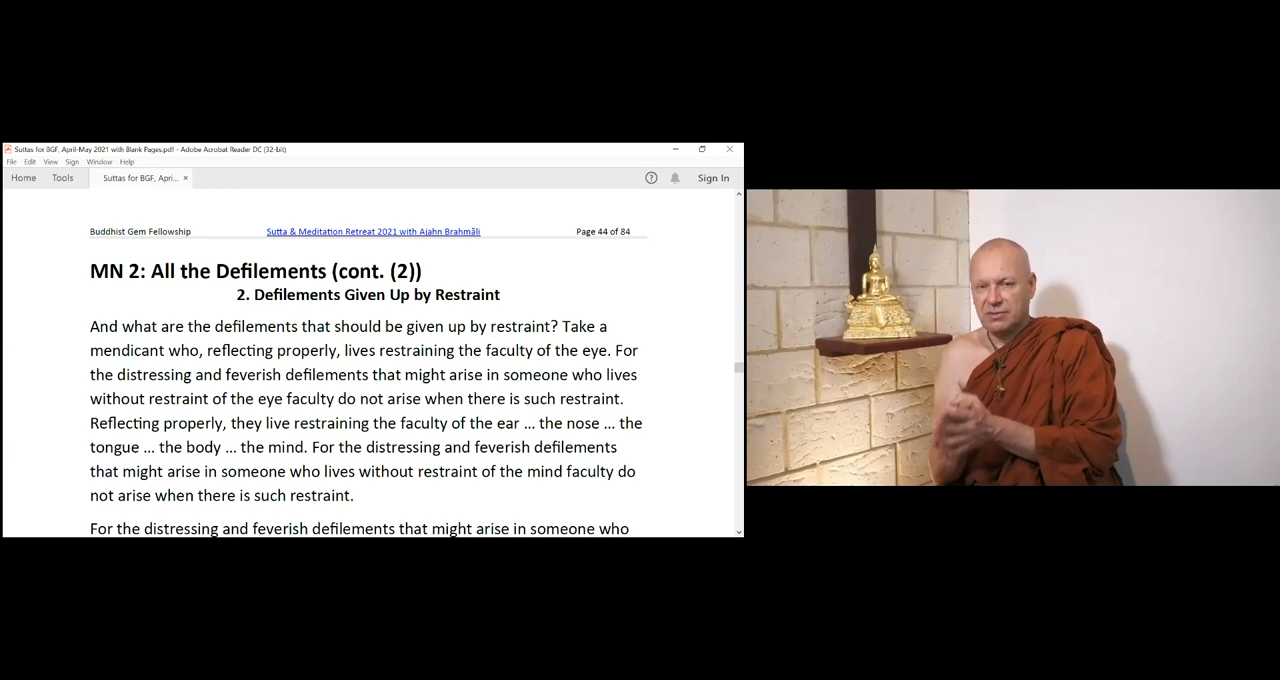 Suttas for BGF, April-May 2021 with Blank Pages.pdf - Adobe Acrobat Reader DC (32-bit)
File Edit View Sign Window Help
Home Tools Suttas for BGF, Apri... × Sign In
Buddhist Gem Fellowship Sutta & Meditation Retreat 2021 with Ajahn Brahmāli Page 44 of 84
MN 2: All the Defilements (cont. (2))
2. Defilements Given Up by Restraint
And what are the defilements that should be given up by restraint? Take a
mendicant who, reflecting properly, lives restraining the faculty of the eye. For
the distressing and feverish defilements that might arise in someone who lives
without restraint of the eye faculty do not arise when there is such restraint.
Reflecting properly, they live restraining the faculty of the ear ... the nose ... the
tongue ... the body ... the mind. For the distressing and feverish defilements
that might arise in someone who lives without restraint of the mind faculty do
not arise when there is such restraint.
For the distressing and feverish defilements that might arise in someone who